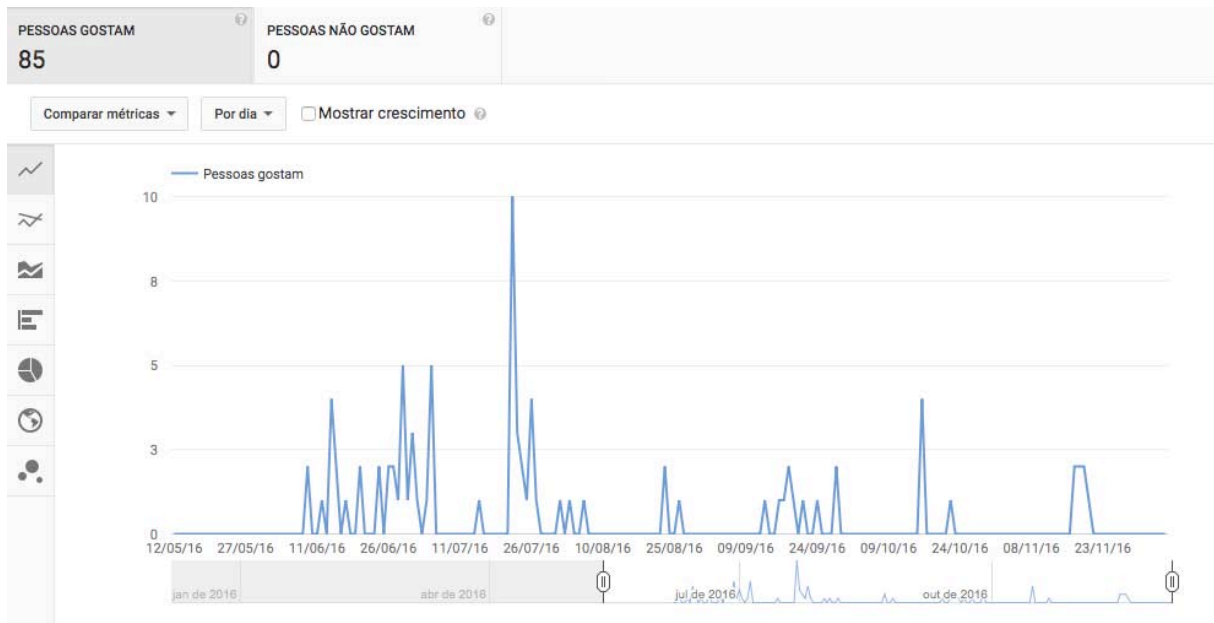 PESSOAS GOSTAM
85
PESSOAS NÃO GOSTAM
0
Comparar métricas
Por dia
Mostrar crescimento
Pessoas gostam
10
8
5
3
0
12/05/16 27/05/16 11/06/16 26/06/16 11/07/16 26/07/16 10/08/16 25/08/16 09/09/16 24/09/16 09/10/16 24/10/16 08/11/16 23/11/16
jan de 2016 abr de 2016 jul de 2016 out de 2016